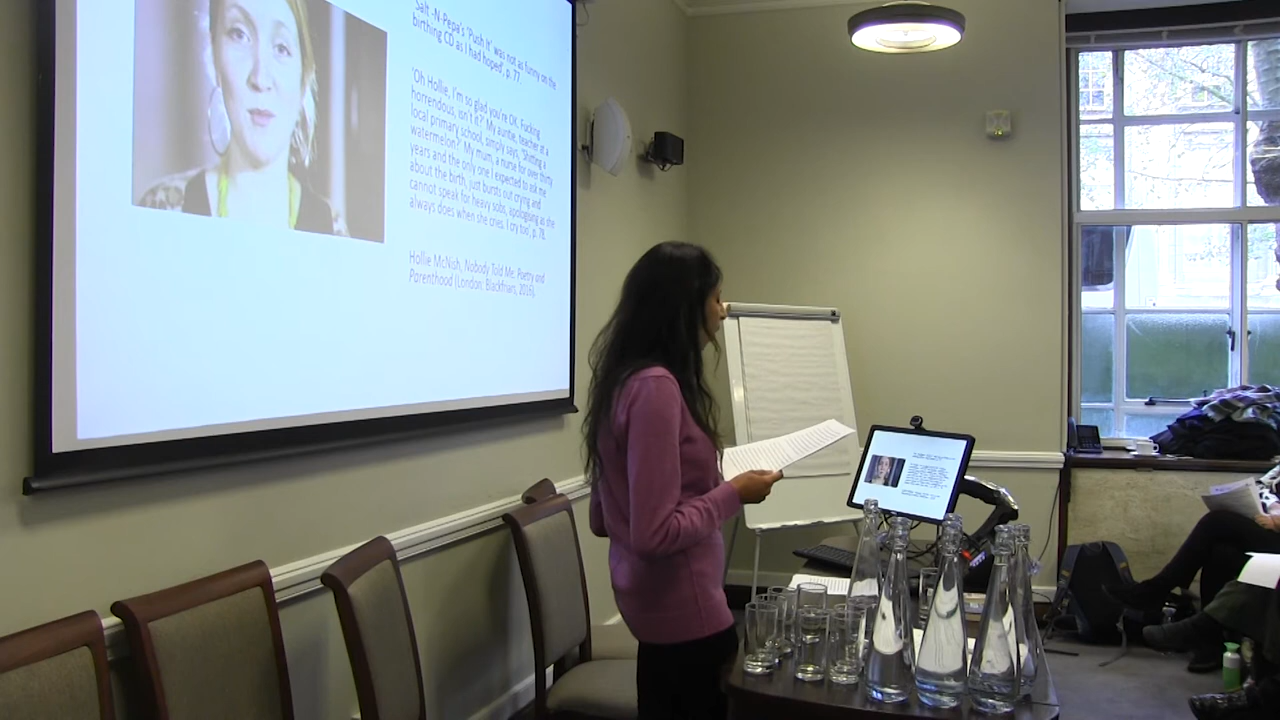 Salt -N-Pepa's 'Push It' was not as funny on the
birthing CD as I had hoped', p. 77.
'Oh Hollie, I'm so glad you're OK. Fucking
horrendous, isn't it?' My auntie, teacher at a
local primary school, simply says, 'Shitting a
watermelon?' My mum, a nurse for over thirty
years and the only one I expected to ask me
about the birth, just bursts out crying and
cannot speak for heavy sobs, apologising as she
always does when she cries. I cry too', p. 78.
Hollie McNish, Nobody Told Me: Poetry and
Parenthood (London: Blackfriars, 2016).